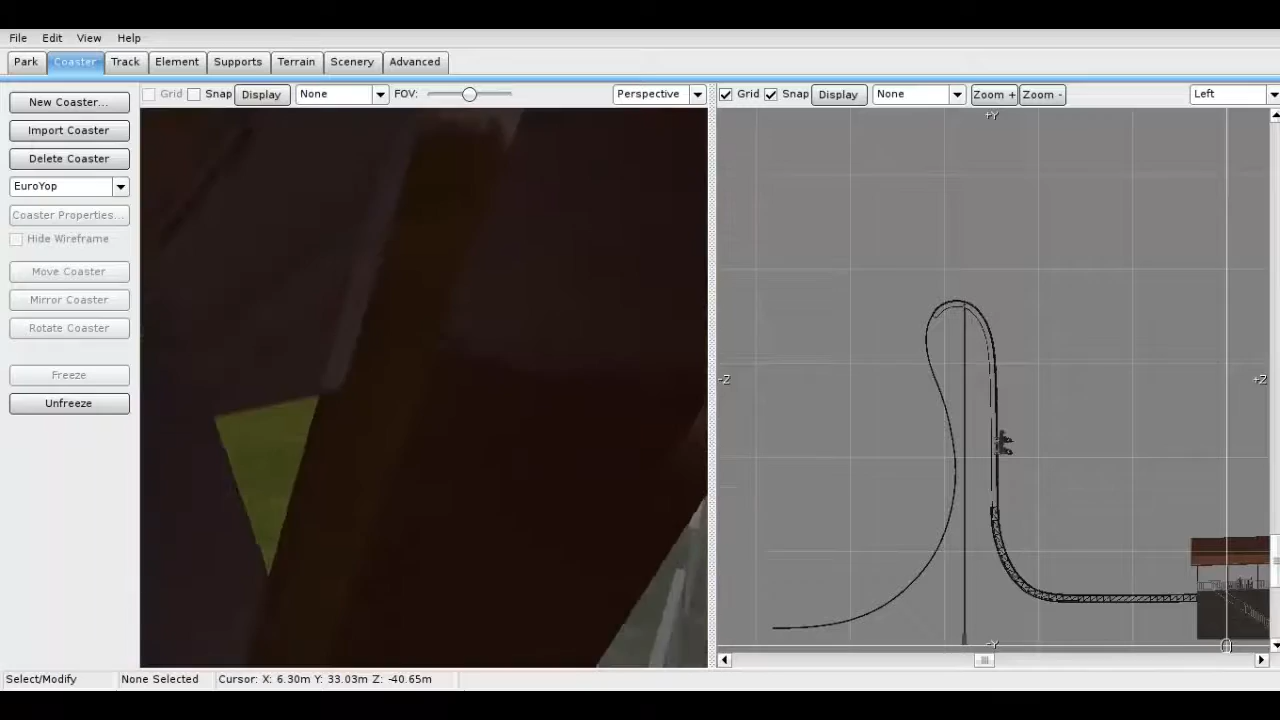 File Edit View Help
Park Coaster Track Element Supports Terrain Scenery Advanced
New Coaster...
Import Coaster
Delete Coaster
EuroYop
Coaster Properties...
Hide Wireframe
Move Coaster
Mirror Coaster
Rotate Coaster
Freeze
Unfreeze
Grid Snap Display None FOV: Perspective
Grid Snap Display None Zoom + Zoom - Left
+Y
-Z
+Z
-Y
Select/Modify None Selected Cursor: X: 6.30m Y: 33.03m Z: -40.65m